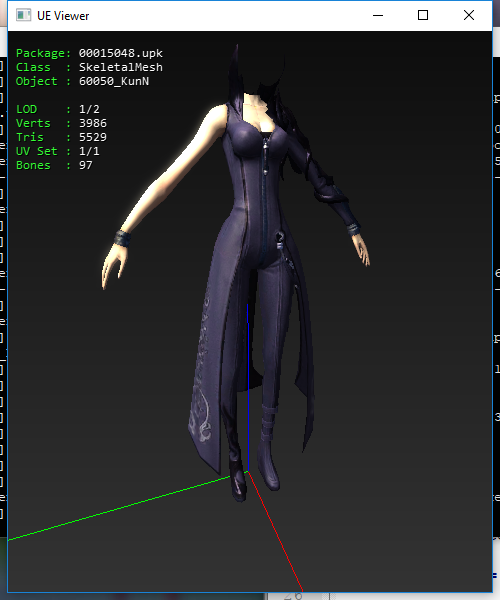 UE Viewer
Package: 00015048.upk
Class  : SkeletalMesh
Object : 60050_KunN
LOD    : 1/2
Verts  : 3986
Tris   : 5529
UV Set : 1/1
Bones  : 97